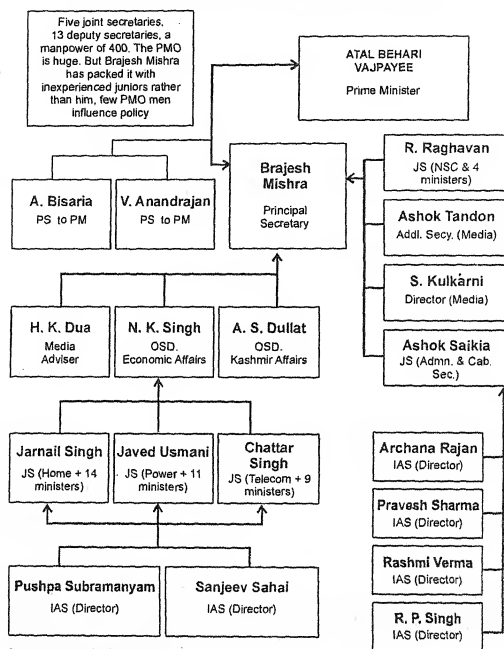 Five joint secretaries,
13 deputy secretaries, a
manpower of 400. The PMO
is huge. But Brajesh Mishra
has packed it with
inexperienced juniors rather
than him, few PMO men
influence policy
ATAL BEHARI
VAJPAYEE
Prime Minister
A. Bisaria
PS to PM
V. Anandrajan
PS to PM
Brajesh
Mishra
Principal
Secretary
R. Raghavan
JS (NSC & 4
ministers)
Ashok Tandon
Addl. Secy. (Media)
S. Kulkarni
Director (Media)
Ashok Saikia
JS (Admn. & Cab.
Sec.)
H. K. Dua
Media
Adviser
N. K. Singh
OSD.
Economic Affairs
A. S. Dullat
OSD.
Kashmir Affairs
Jarnail Singh
JS (Home + 14
ministers)
Javed Usmani
JS (Power + 11
ministers)
Chattar
Singh
JS (Telecom + 9
ministers)
Archana Rajan
IAS (Director)
Pravesh Sharma
IAS (Director)
Rashmi Verma
IAS (Director)
R. P. Singh
IAS (Director)
Pushpa Subramanyam
IAS (Director)
Sanjeev Sahai
IAS (Director)